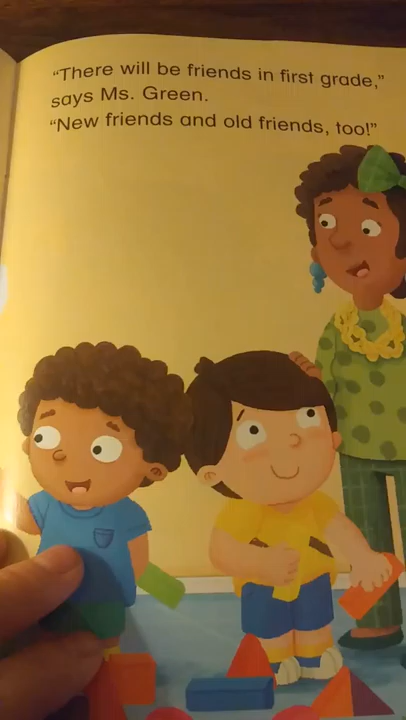 “There will be friends in first grade,”
says Ms. Green.
“New friends and old friends, too!”